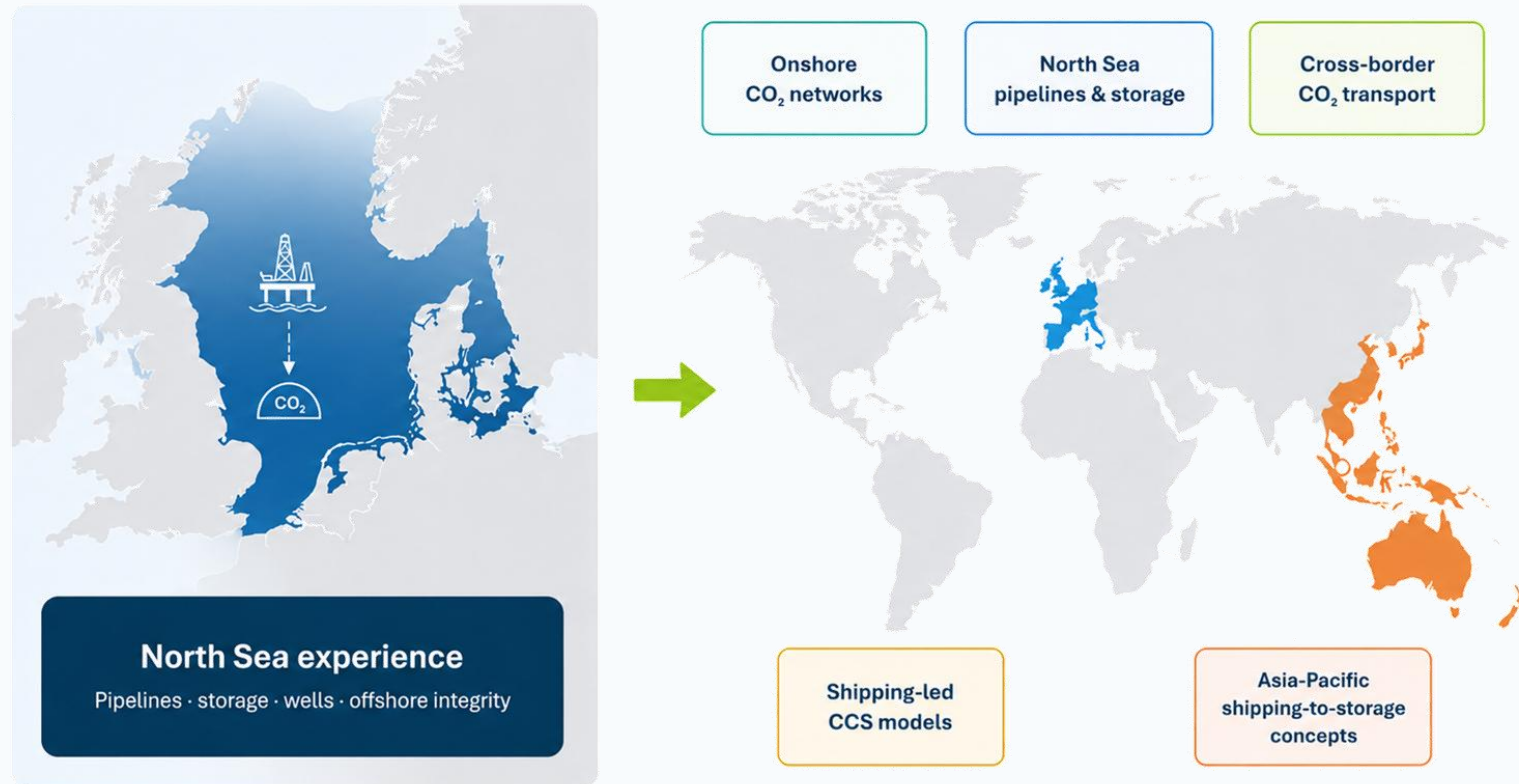 CO₂
North Sea experience
Pipelines · storage · wells · offshore integrity
Onshore
CO₂ networks
North Sea
pipelines & storage
Cross-border
CO₂ transport
Shipping-led
CCS models
Asia-Pacific
shipping-to-storage
concepts